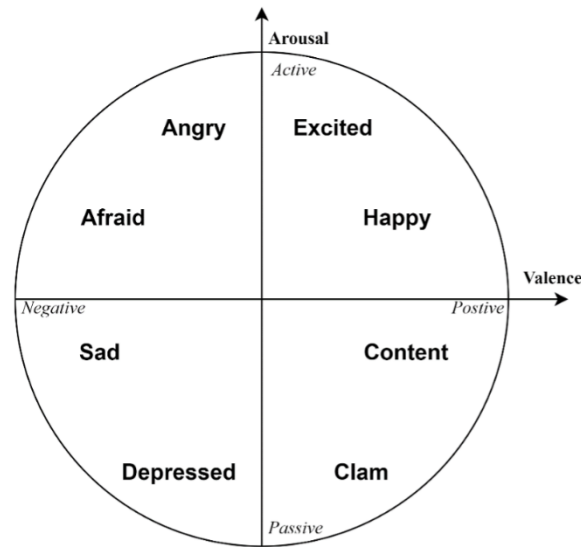 Arousal
Active
Angry Excited
Afraid Happy
Valence
Negative Postive
Sad Content
Depressed Clam
Passive